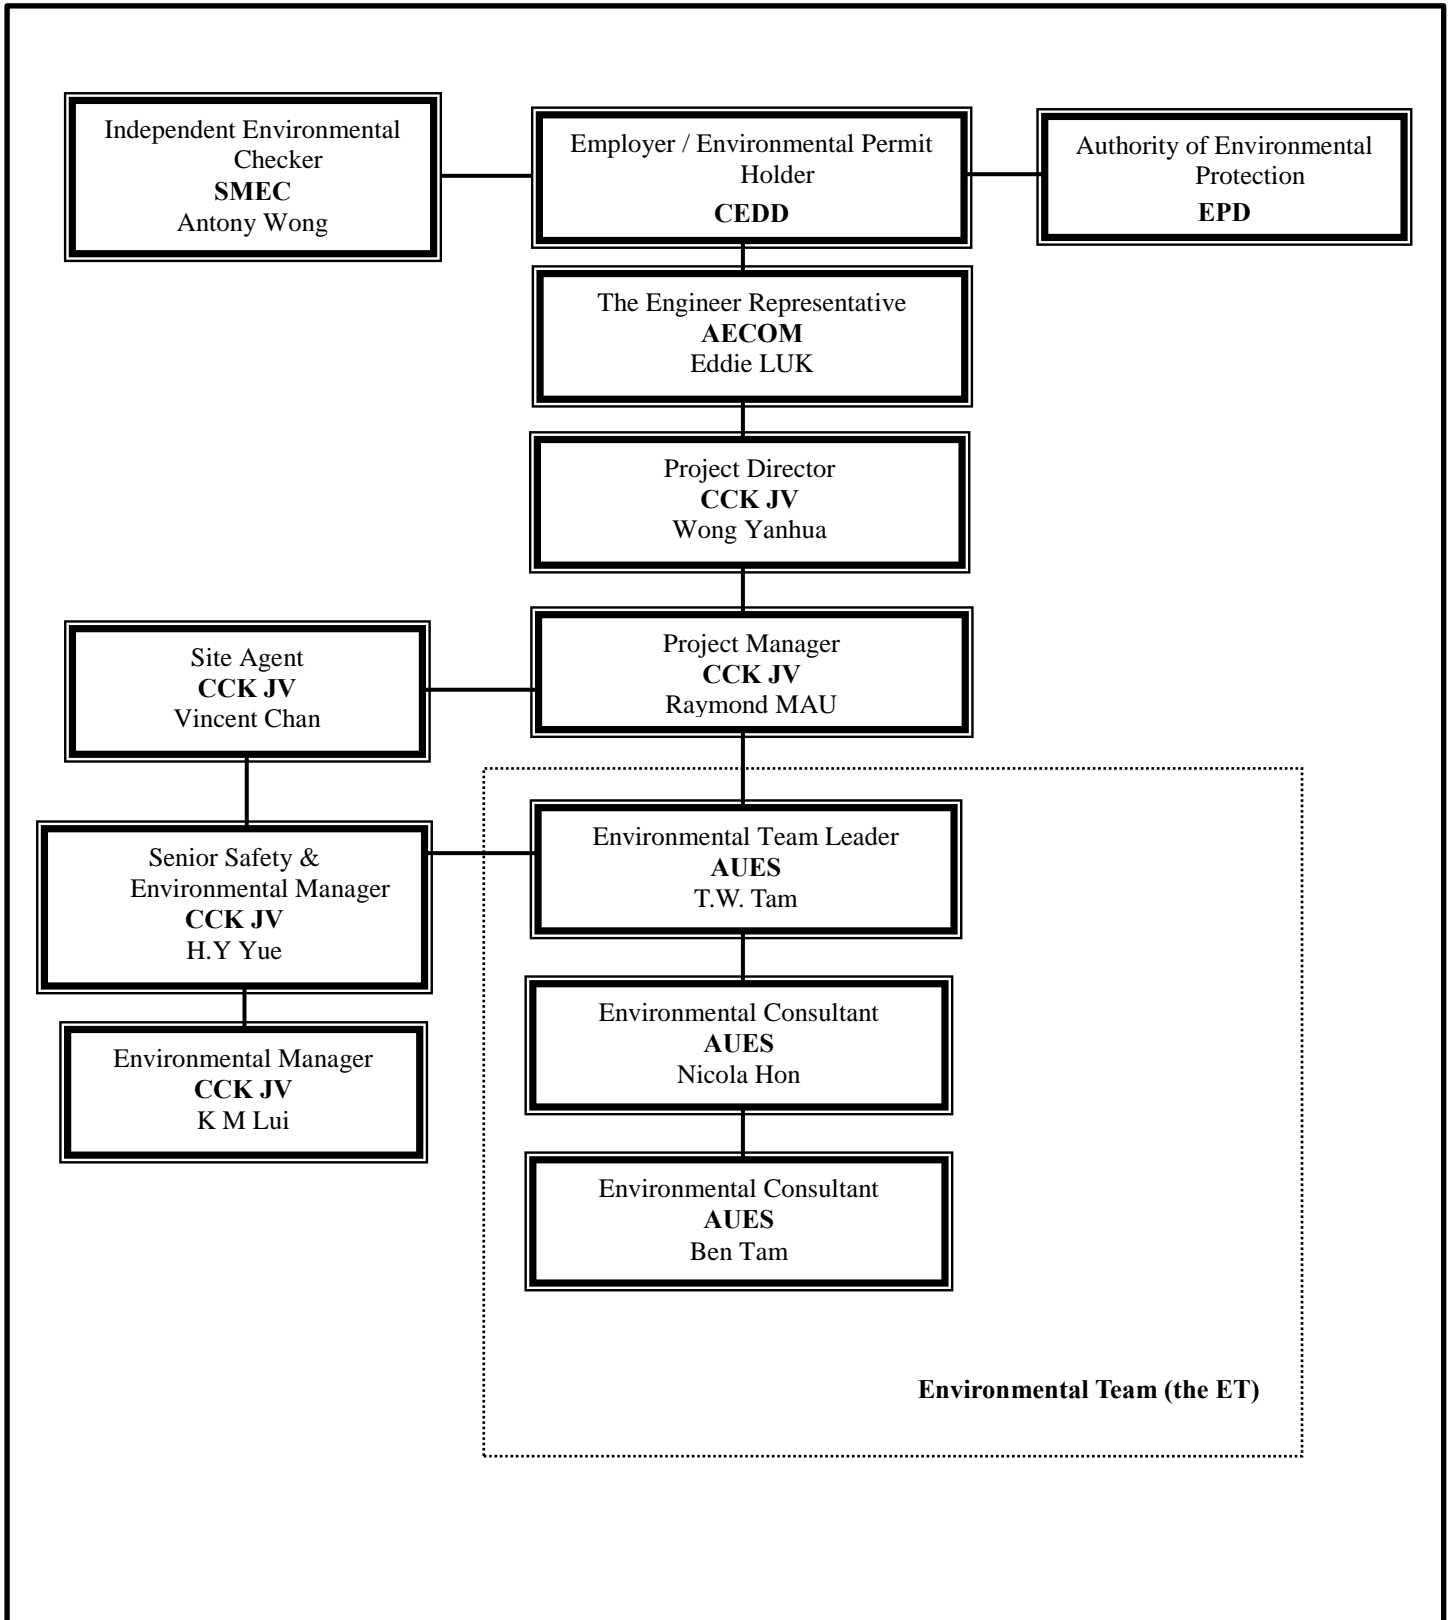 Independent Environmental
Checker
SMEC
Antony Wong
Employer / Environmental Permit
Holder
CEDD
Authority of Environmental
Protection
EPD
The Engineer Representative
AECOM
Eddie LUK
Project Director
CCK JV
Wong Yanhua
Site Agent
CCK JV
Vincent Chan
Project Manager
CCK JV
Raymond MAU
Senior Safety &
Environmental Manager
CCK JV
H.Y Yue
Environmental Team Leader
AUES
T.W. Tam
Environmental Manager
CCK JV
K M Lui
Environmental Consultant
AUES
Nicola Hon
Environmental Consultant
AUES
Ben Tam
Environmental Team (the ET)